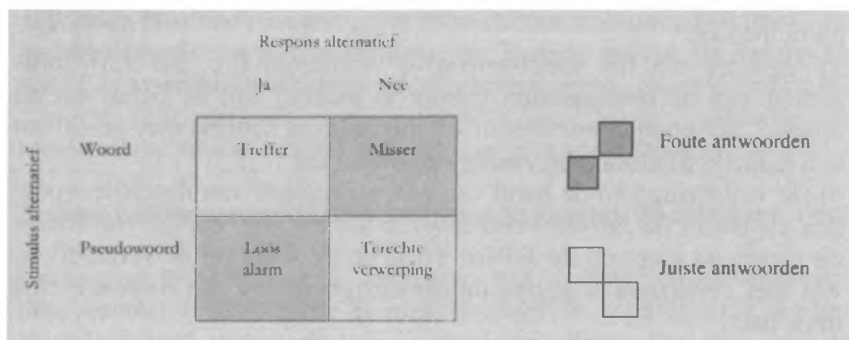 Respons alternatief
Ja Nee
Stimulus alternatief
Woord Treffer Misser
Foute antwoorden
Pseudowoord Loos alarm Terechte verwerping
Juiste antwoorden